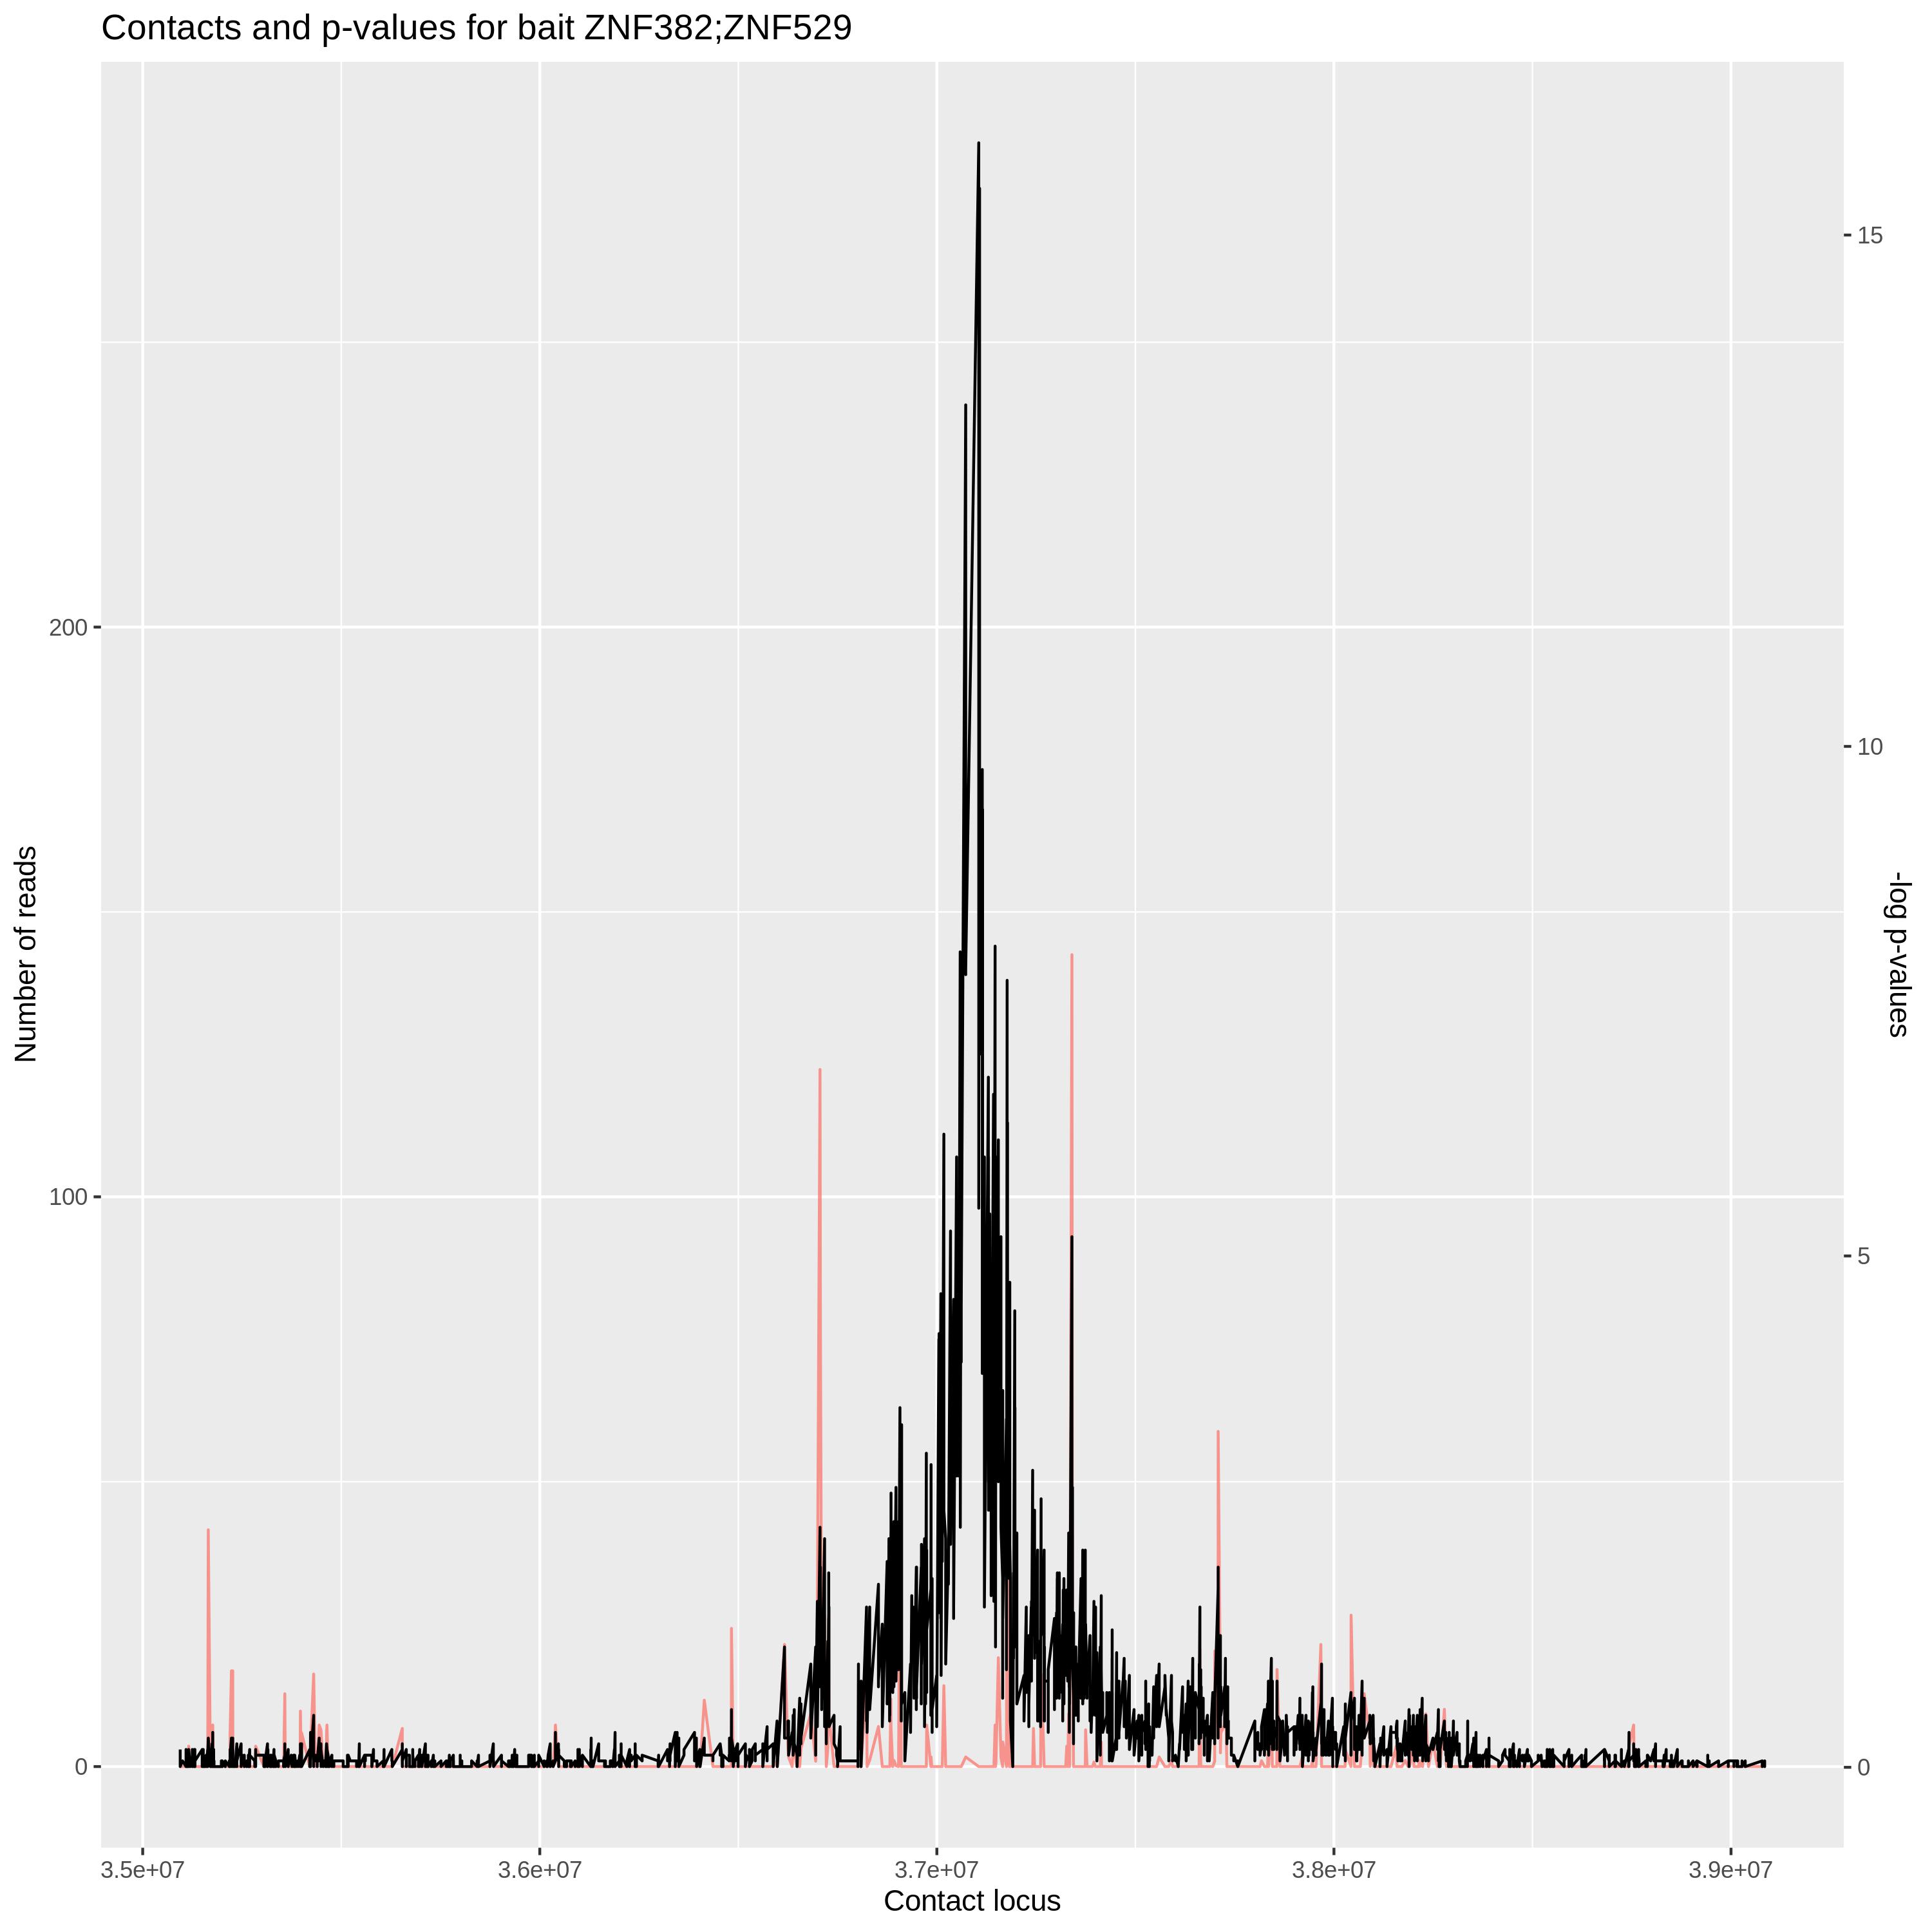 Contacts and p-values for bait ZNF382;ZNF529
Number of reads
200
100
0
15
10
5
0
-log p-values
3.5e+07
3.6e+07
3.7e+07
3.8e+07
3.9e+07
Contact locus